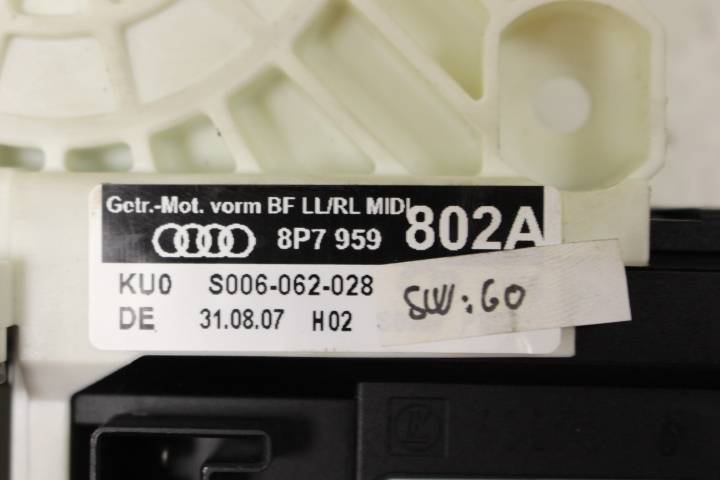 Getr.-Mot. vorm BF LL/RL MIDI
8P7 959 802A
KU0 S006-062-028
SW:60
DE 31.08.07 H02